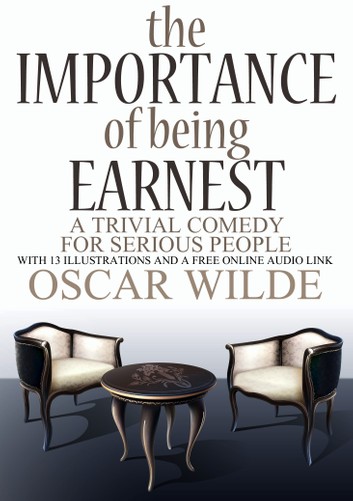 the
IMPORTANCE
of being
EARNEST
A TRIVIAL COMEDY
FOR SERIOUS PEOPLE
WITH 13 ILLUSTRATIONS AND A FREE ONLINE AUDIO LINK
OSCAR WILDE